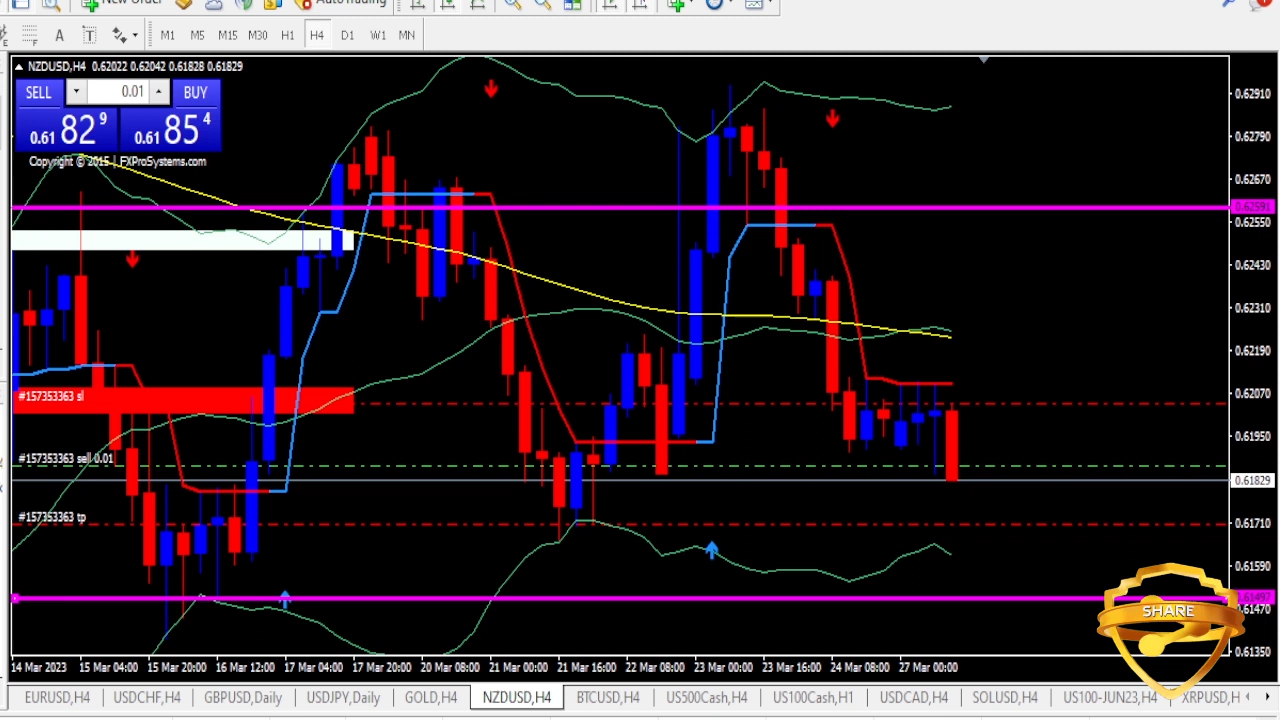 New Order AutoTrading
A T M1 M5 M15 M30 H1 H4 D1 W1 MN
NZDUSD,H4 0.62022 0.62042 0.61828 0.61829
SELL 0.01 BUY
0.61 82 9 0.61 85 4
Copyright © 2015 | FXProSystems.com
#157353363 sl
#157353363 sell 0.01
#157353363 tp
0.62910
0.62790
0.62670
0.62591
0.62550
0.62430
0.62310
0.62190
0.62070
0.61950
0.61829
0.61710
0.61590
0.61497
0.61470
0.61350
SHARE
14 Mar 2023 15 Mar 04:00 15 Mar 20:00 16 Mar 12:00 17 Mar 04:00 17 Mar 20:00 20 Mar 08:00 21 Mar 00:00 21 Mar 16:00 22 Mar 08:00 23 Mar 00:00 23 Mar 16:00 24 Mar 08:00 27 Mar 00:00
EURUSD,H4 USDCHF,H4 GBPUSD,Daily USDJPY,Daily GOLD,H4 NZDUSD,H4 BTCUSD,H4 US500Cash,H4 US100Cash,H1 USDCAD,H4 SOLUSD,H4 US100-JUN23,H4 XRPUSD,H